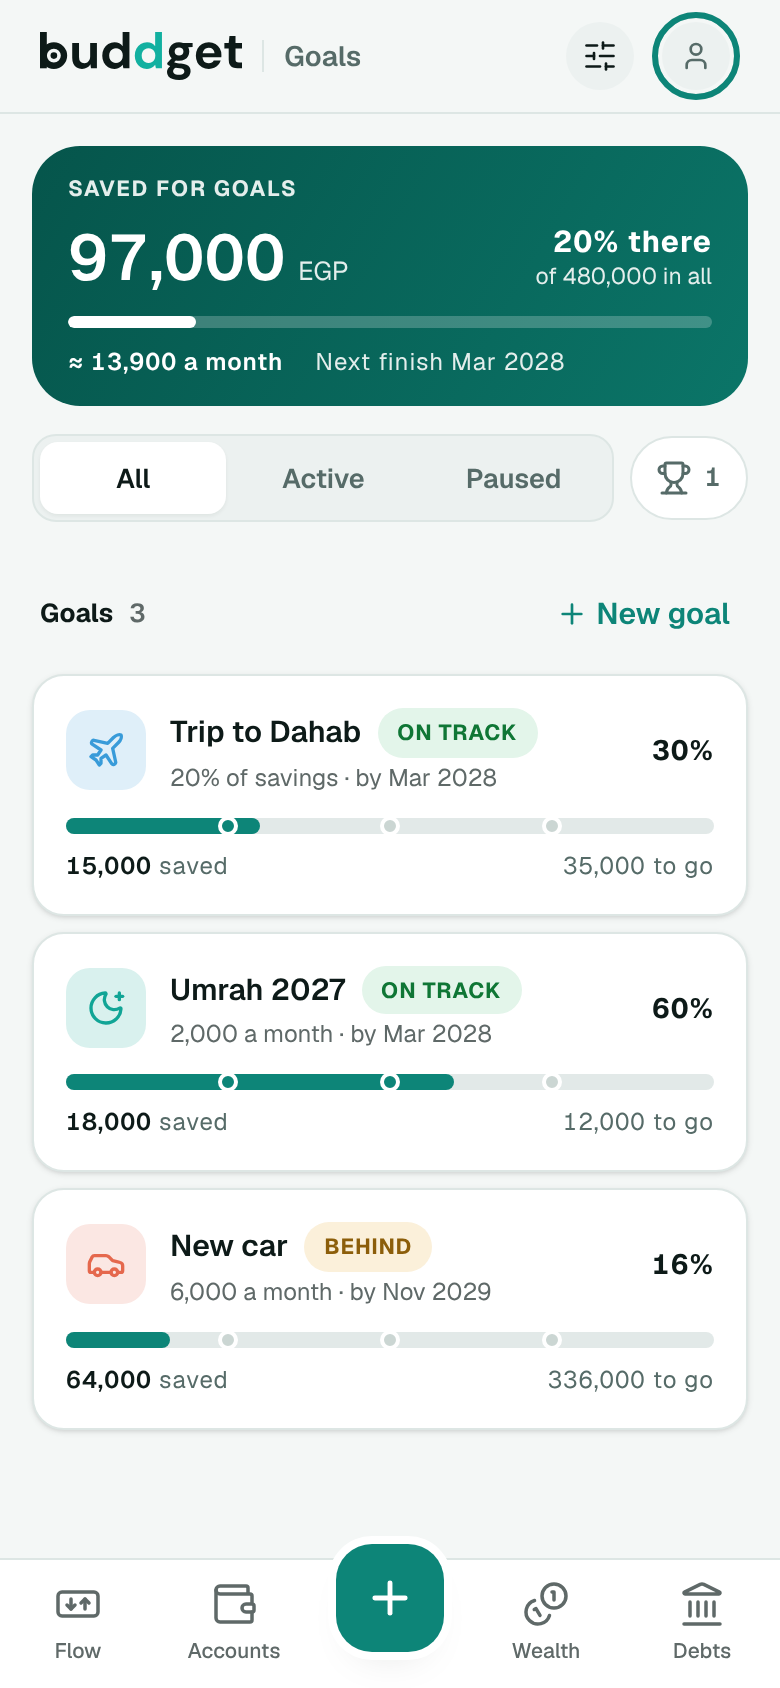 buddget
Goals
SAVED FOR GOALS
97,000 EGP
20% there
of 480,000 in all
≈ 13,900 a month
Next finish Mar 2028
All
Active
Paused
1
Goals 3
+ New goal
Trip to Dahab
ON TRACK
30%
20% of savings · by Mar 2028
15,000 saved
35,000 to go
Umrah 2027
ON TRACK
60%
2,000 a month · by Mar 2028
18,000 saved
12,000 to go
New car
BEHIND
16%
6,000 a month · by Nov 2029
64,000 saved
336,000 to go
Flow
Accounts
Wealth
Debts